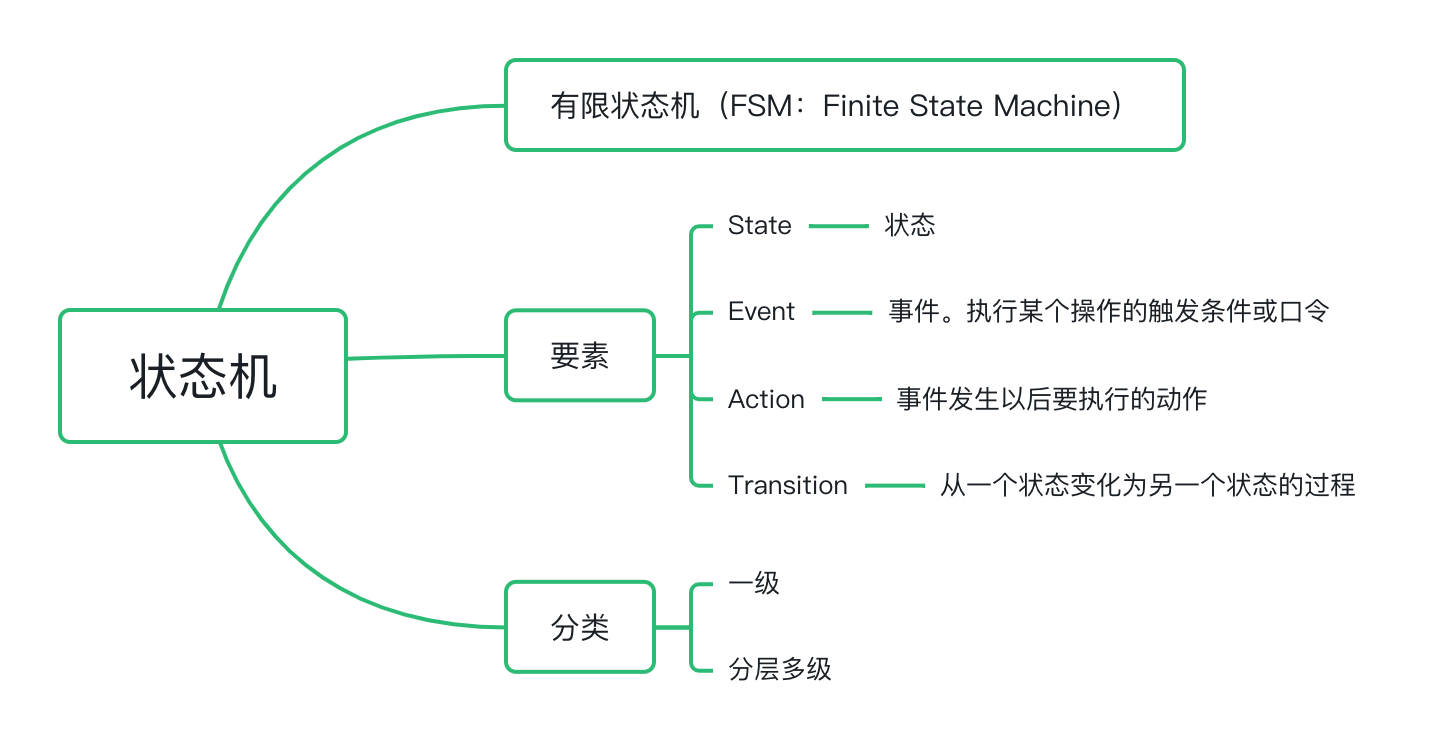 有限状态机（FSM：Finite State Machine）
State
状态
Event
事件。执行某个操作的触发条件或口令
状态机
要素
Action
事件发生以后要执行的动作
Transition
从一个状态变化为另一个状态的过程
一级
分类
分层多级